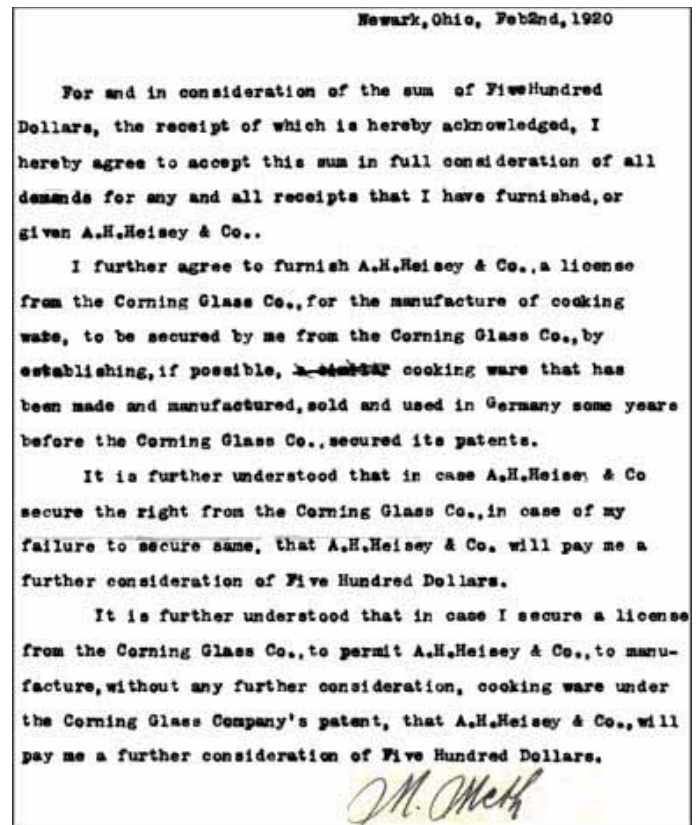 Newark,Ohio, Feb2nd,1920
For and in consideration of the sum of FiveHundred
Dollars, the receipt of which is hereby acknowledged, I
hereby agree to accept this sum in full consideration of all
demands for any and all receipts that I have furnished,or
given A.H.Heisey & Co..
I further agree to furnish A.H.Heisey & Co.,a license
from the Corning Glass Co.,for the manufacture of cooking
ware, to be secured by me from the Corning Glass Co.,by
establishing,if possible, cooking ware that has
been made and manufactured,sold and used in Germany some years
before the Corning Glass Co.,secured its patents.
It is further understood that in case A.H.Heisey & Co
secure the right from the Corning Glass Co.,in case of my
failure to secure same, that A.H.Heisey & Co. will pay me a
further consideration of Five Hundred Dollars.
It is further understood that in case I secure a license
from the Corning Glass Co.,to permit A.H.Heisey & Co.,to manu-
facture,without any further consideration, cooking ware under
the Corning Glass Company's patent, that A.H.Heisey & Co.,will
pay me a further consideration of Five Hundred Dollars.
M. Meth